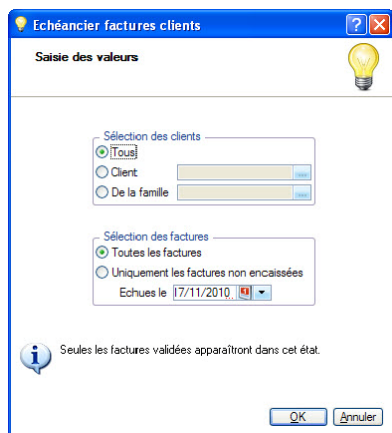 Echéancier factures clients
Saisie des valeurs
Sélection des clients
Tous
Client
De la famille
Sélection des factures
Toutes les factures
Uniquement les factures non encaissées
Echues le 17/11/2010
Seules les factures validées apparaîtront dans cet état.
OK Annuler